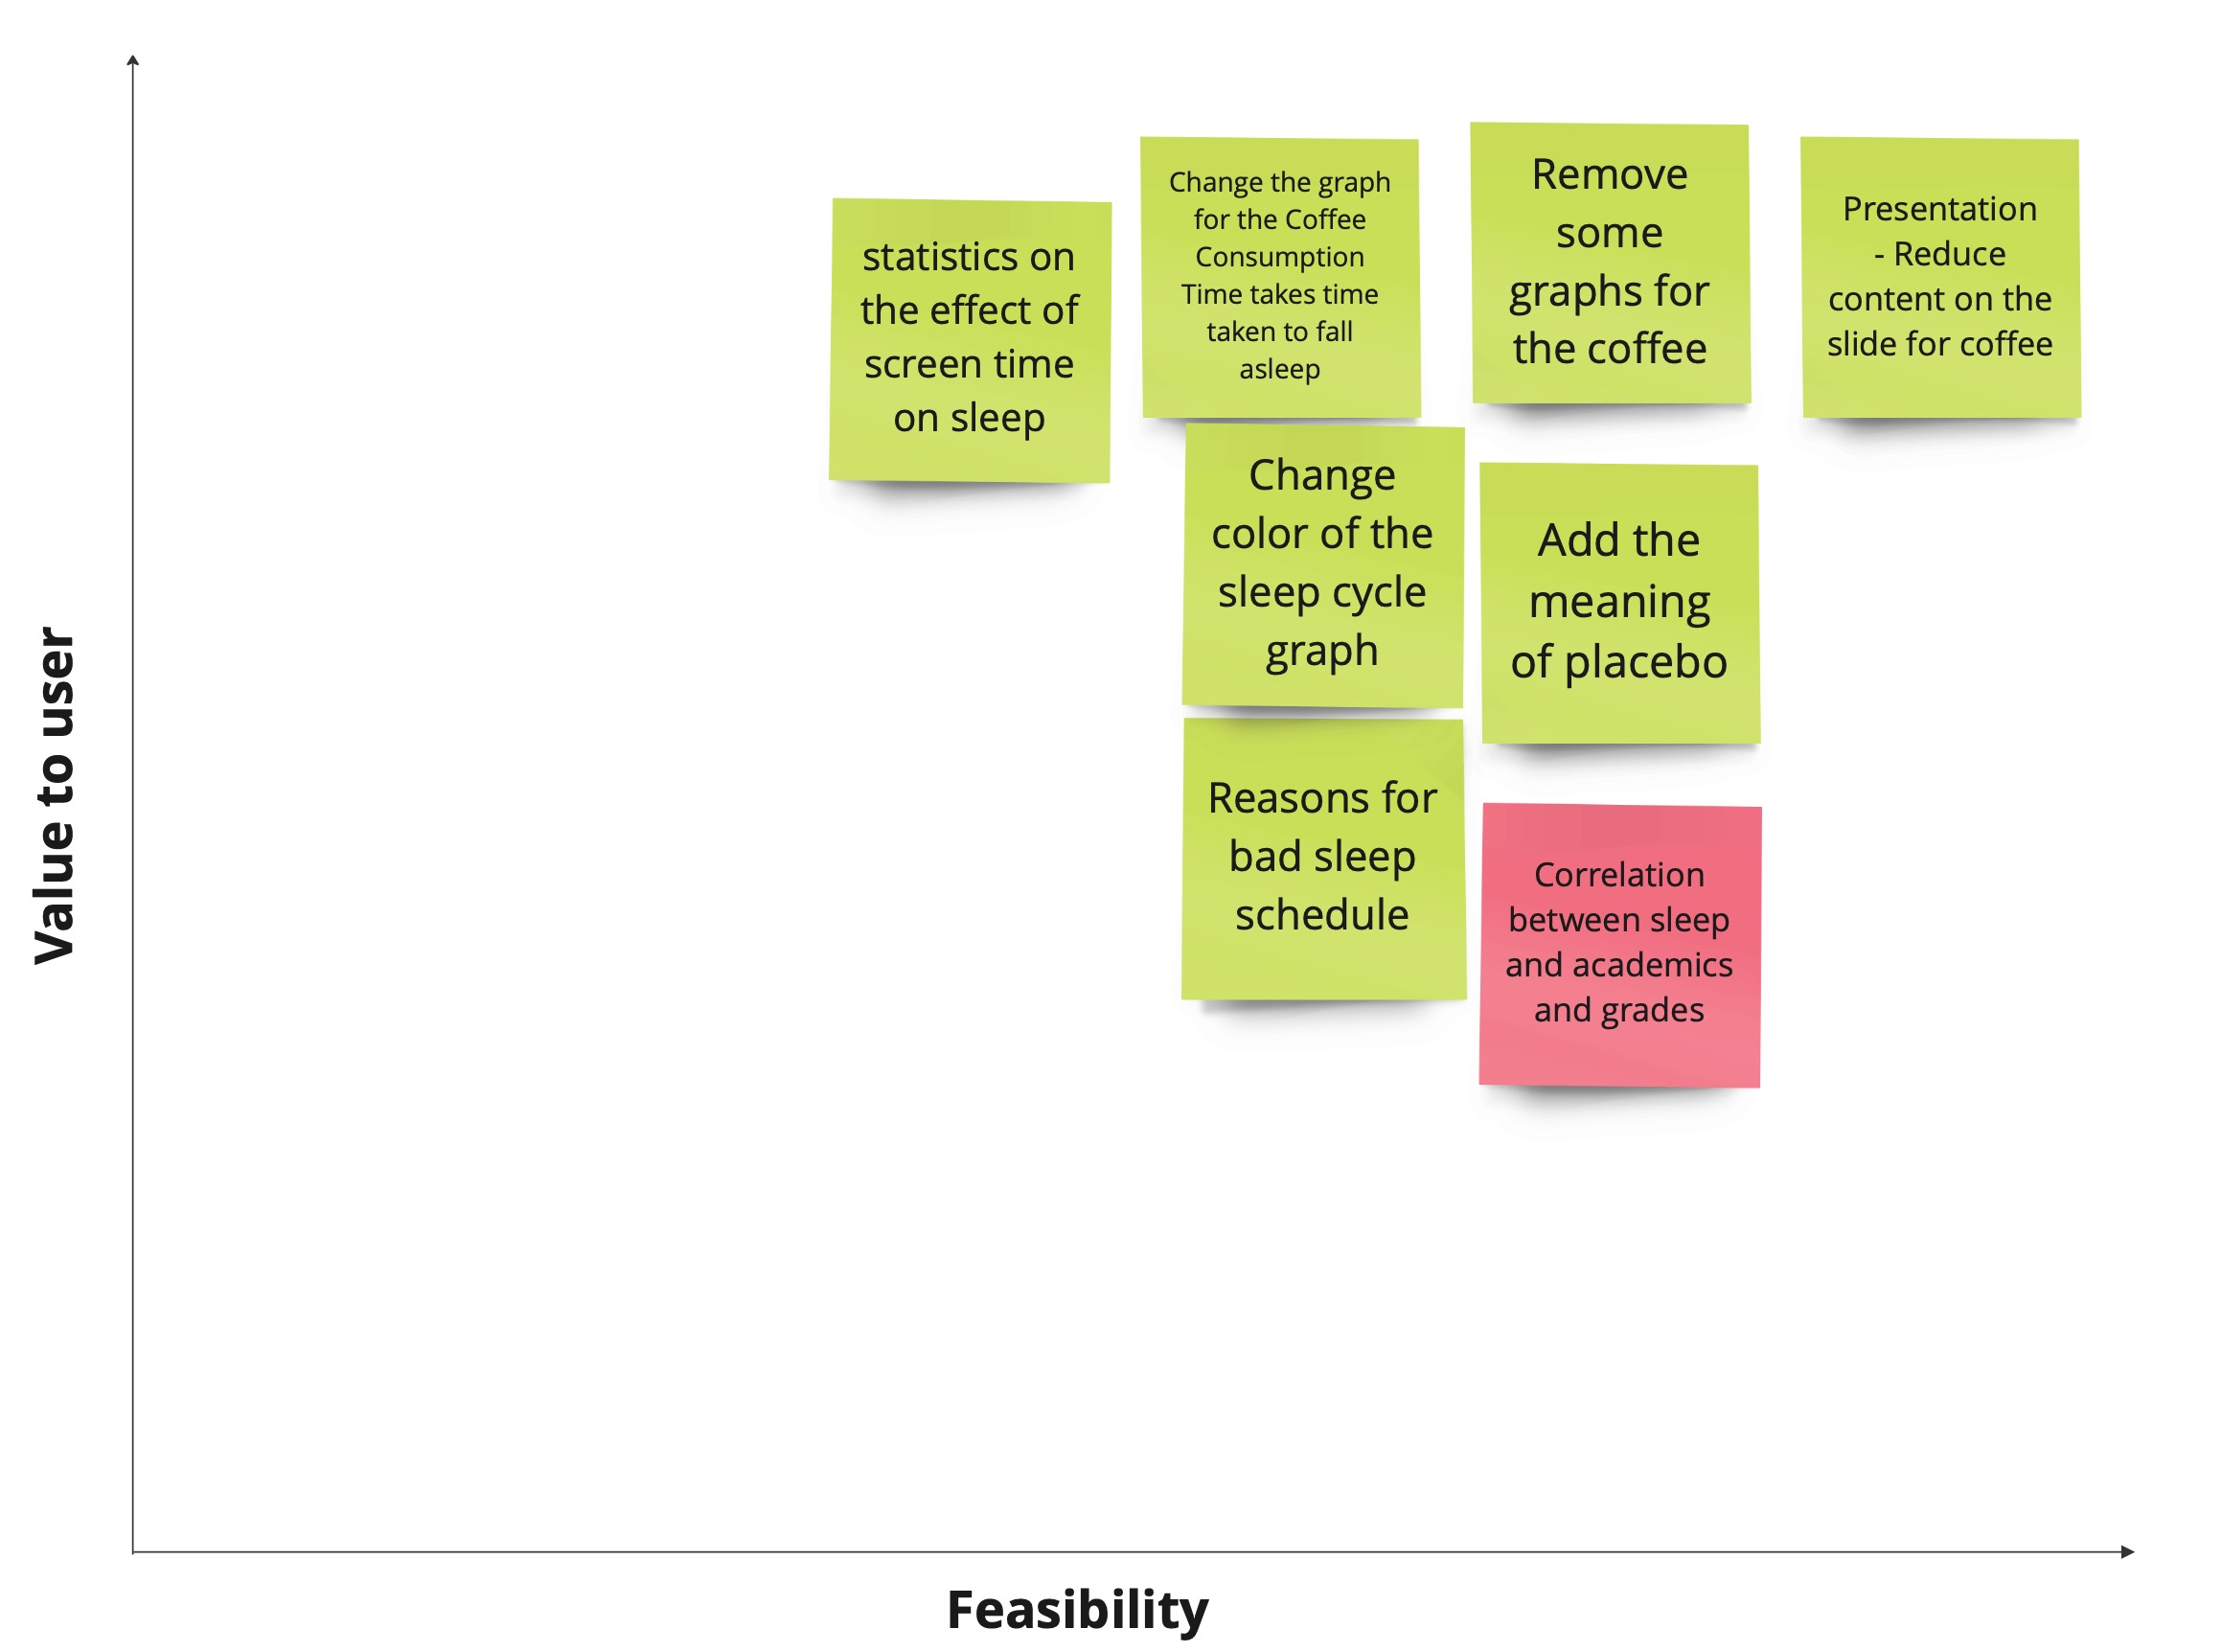 Value to user
statistics on
the effect of
screen time
on sleep
Change the graph
for the Coffee
Consumption
Time takes time
taken to fall
asleep
Remove
some
graphs for
the coffee
Presentation
- Reduce
content on the
slide for coffee
Change
color of the
sleep cycle
graph
Add the
meaning
of placebo
Reasons for
bad sleep
schedule
Correlation
between sleep
and academics
and grades
Feasibility